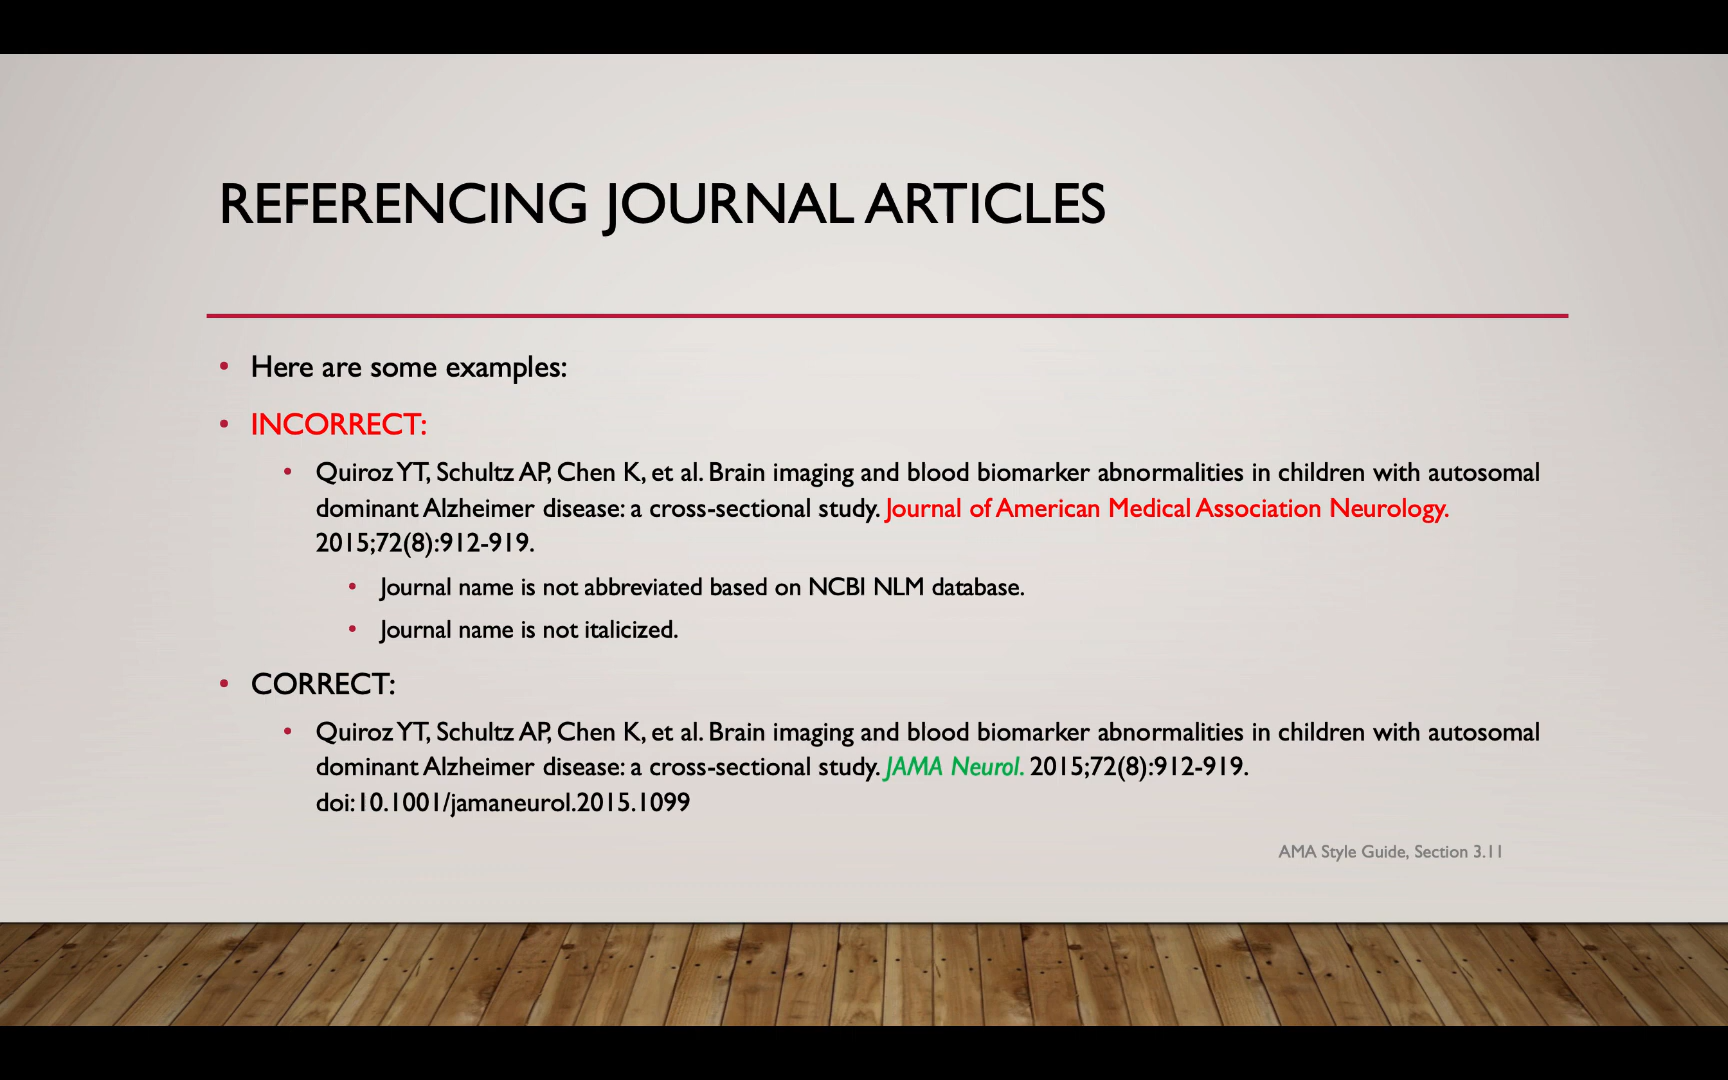 REFERENCING JOURNAL ARTICLES
• Here are some examples:
• INCORRECT:
• Quiroz YT, Schultz AP, Chen K, et al. Brain imaging and blood biomarker abnormalities in children with autosomal
dominant Alzheimer disease: a cross-sectional study. Journal of American Medical Association Neurology.
2015;72(8):912-919.
• Journal name is not abbreviated based on NCBI NLM database.
• Journal name is not italicized.
• CORRECT:
• Quiroz YT, Schultz AP, Chen K, et al. Brain imaging and blood biomarker abnormalities in children with autosomal
dominant Alzheimer disease: a cross-sectional study. JAMA Neurol. 2015;72(8):912-919.
doi:10.1001/jamaneurol.2015.1099
AMA Style Guide, Section 3.11